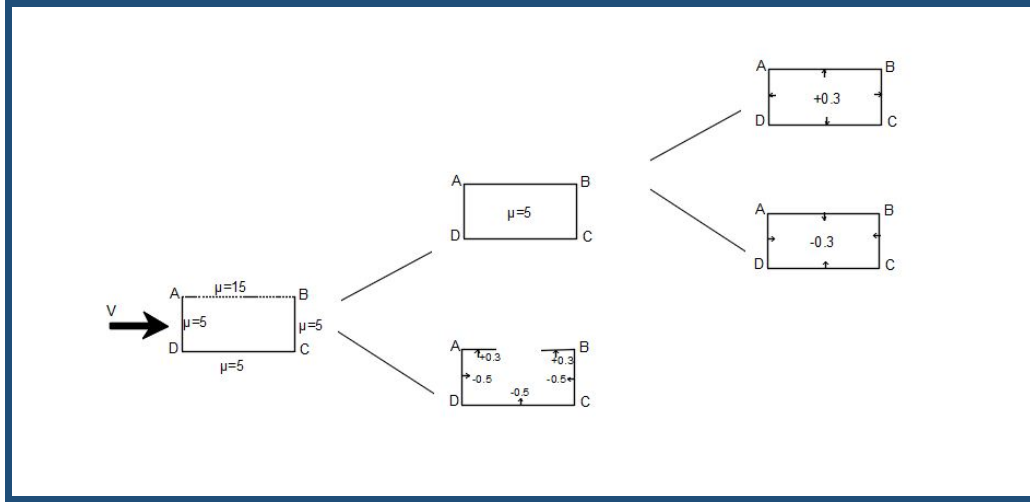 A B
+0.3
D C
A B
µ=5
D C
A B
-0.3
D C
µ=15
A B
V
µ=5 µ=5
D C
µ=5
A B
+0.3 +0.3
-0.5 -0.5
-0.5
D C